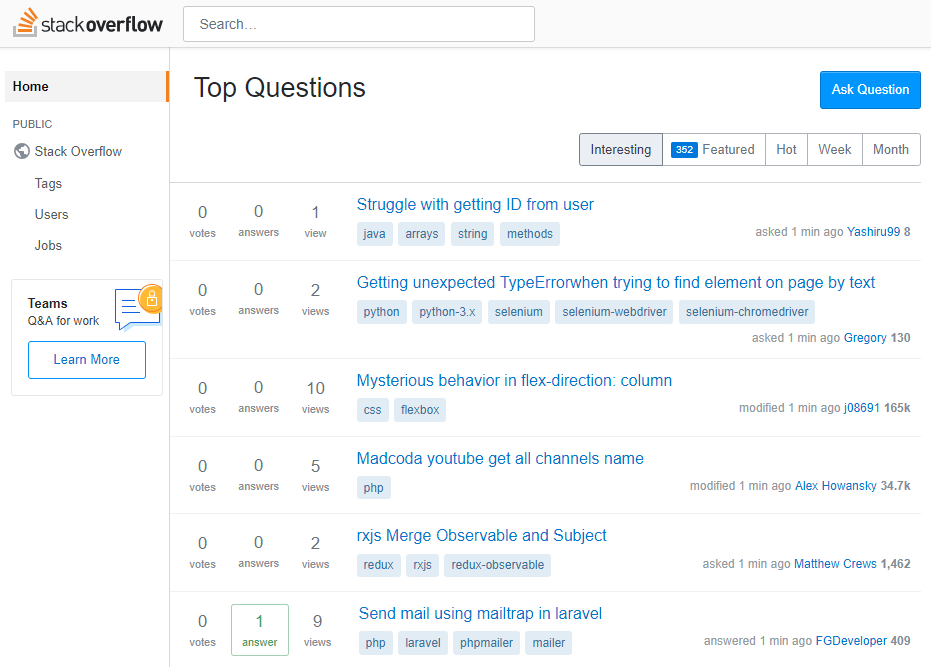 stackoverflow
Search…
Home
PUBLIC
Stack Overflow
Tags
Users
Jobs
Teams
Q&A for work
Learn More
Top Questions
Ask Question
Interesting 352 Featured Hot Week Month
0 votes 0 answers 1 view
Struggle with getting ID from user
java arrays string methods
asked 1 min ago Yashiru99 8
0 votes 0 answers 2 views
Getting unexpected TypeErrorwhen trying to find element on page by text
python python-3.x selenium selenium-webdriver selenium-chromedriver
asked 1 min ago Gregory 130
0 votes 0 answers 10 views
Mysterious behavior in flex-direction: column
css flexbox
modified 1 min ago j08691 165k
0 votes 0 answers 5 views
Madcoda youtube get all channels name
php
modified 1 min ago Alex Howansky 34.7k
0 votes 0 answers 2 views
rxjs Merge Observable and Subject
redux rxjs redux-observable
asked 1 min ago Matthew Crews 1,462
0 votes 1 answer 9 views
Send mail using mailtrap in laravel
php laravel phpmailer mailer
answered 1 min ago FGDeveloper 409